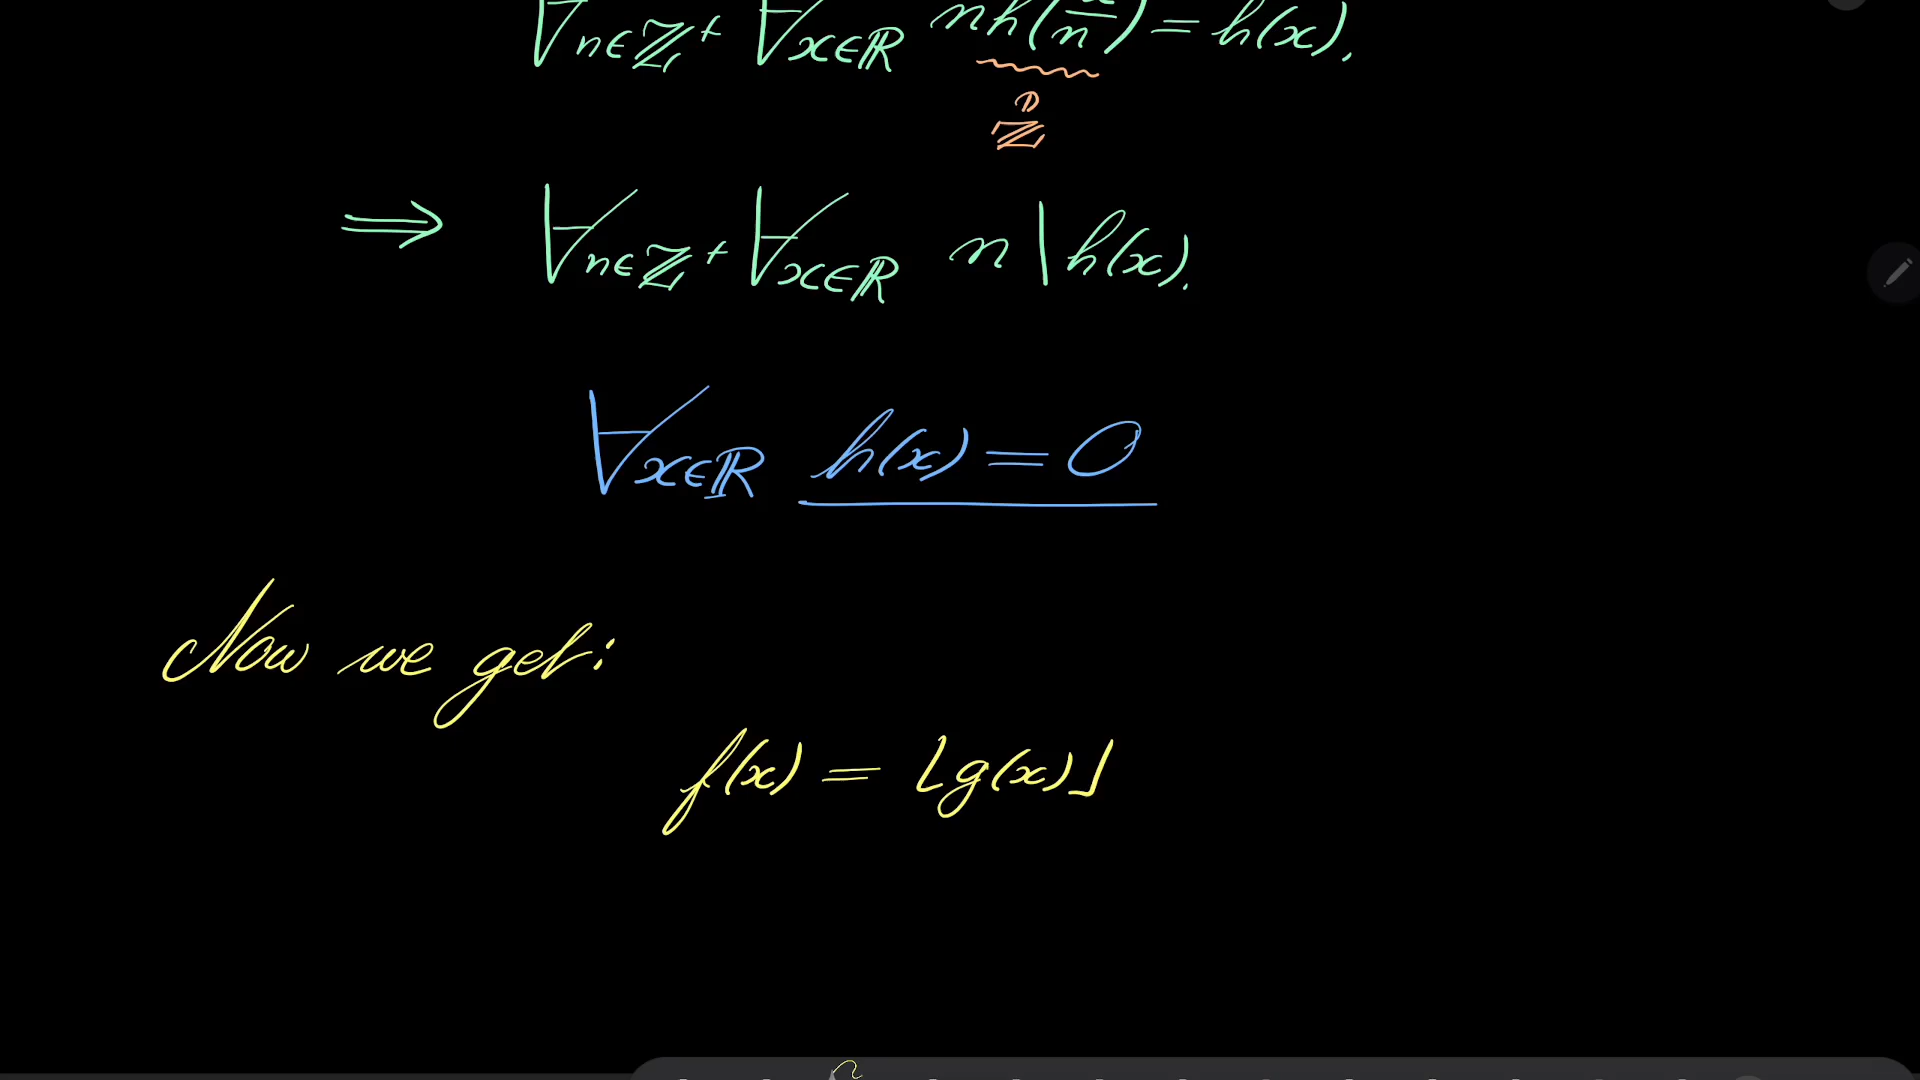 ∀n∈ℤ⁺ ∀x∈ℝ nh(x/n) = h(x).
ℤ
⟹ ∀n∈ℤ⁺ ∀x∈ℝ n | h(x).
∀x∈ℝ h(x) = 0
Now we get:
f(x) = ⌊g(x)⌋